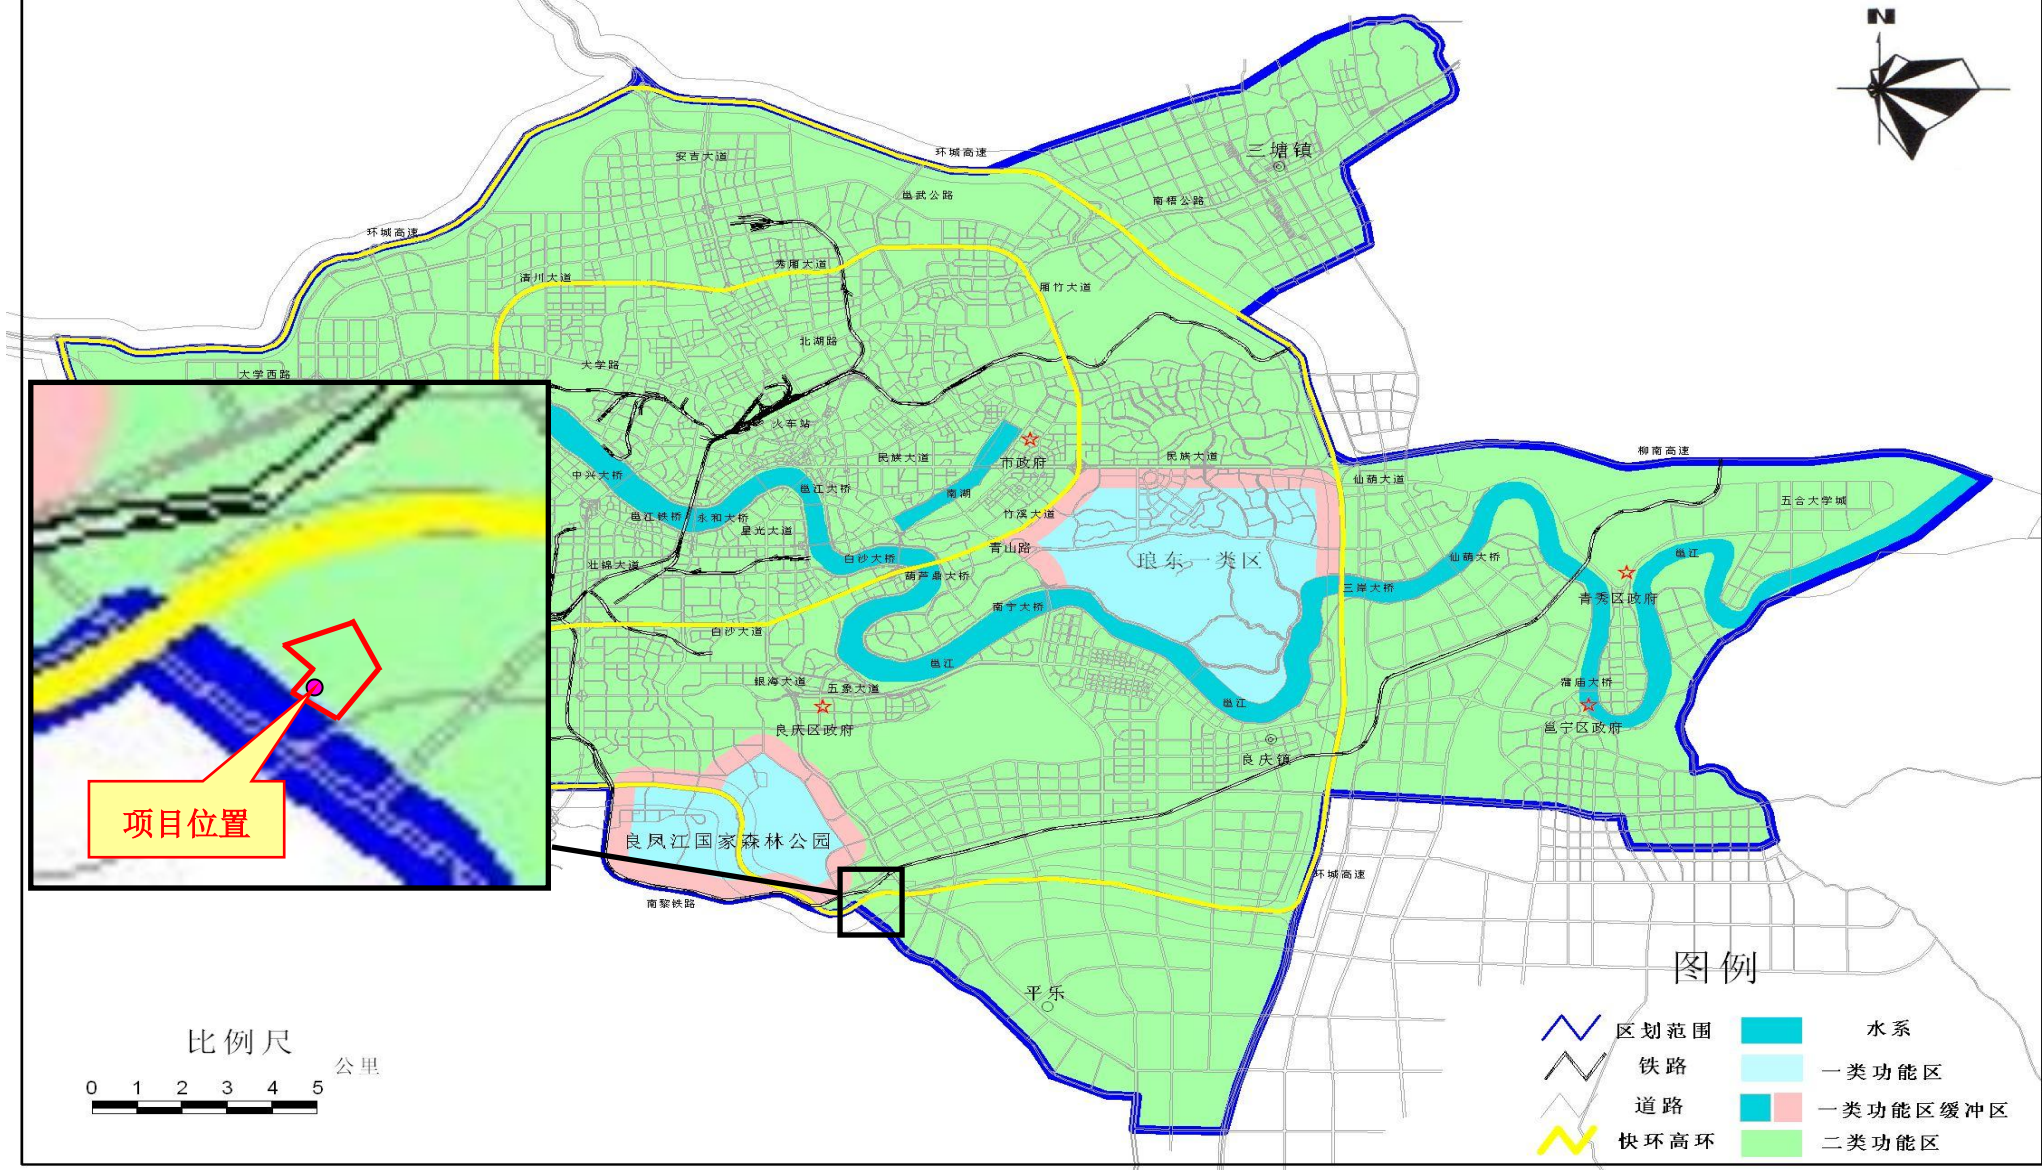 N
环城高速
三塘镇
安吉大道
邕武公路
南梧公路
环城高速
秀厢大道
清川大道
厢竹大道
北湖路
大学路
大学西路
火车站
民族大道
市政府
民族大道
柳南高速
中兴大桥
邕江大桥
南湖
仙葫大道
五合大学城
邕江铁桥
永和大桥
竹溪大道
星光大道
青山路
琅东一类区
白沙大桥
仙葫大桥
邕江
壮锦大道
葫芦鼎大桥
三岸大桥
南宁大桥
青秀区政府
白沙大道
邕江
银海大道
五象大道
蒲庙大桥
邕江
良庆区政府
邕宁区政府
良庆镇
项目位置
良凤江国家森林公园
环城高速
南黎铁路
平乐
图例
区划范围
水系
铁路
一类功能区
道路
一类功能区缓冲区
快环高环
二类功能区
比例尺
公里
0 1 2 3 4 5